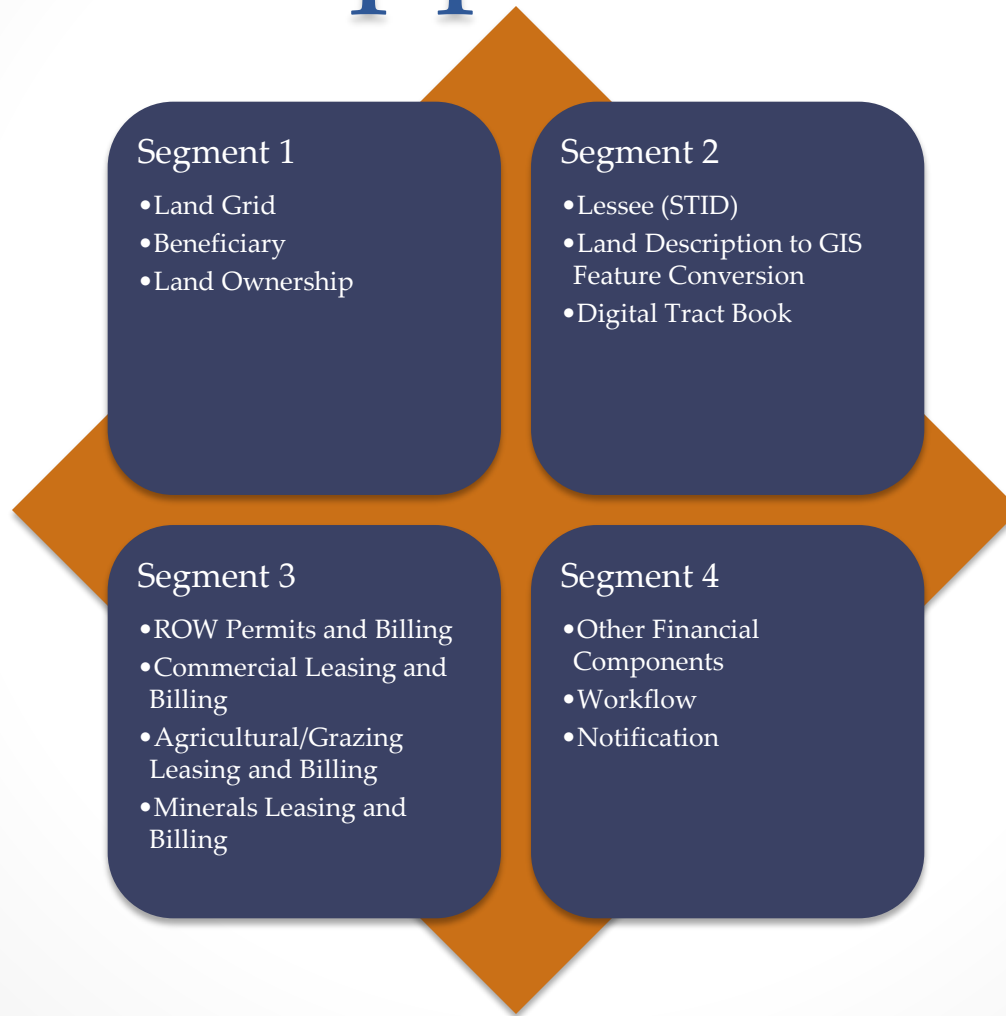 Segment 1
•Land Grid
•Beneficiary
•Land Ownership
Segment 2
•Lessee (STID)
•Land Description to GIS
Feature Conversion
•Digital Tract Book
Segment 3
•ROW Permits and Billing
•Commercial Leasing and
Billing
•Agricultural/Grazing
Leasing and Billing
•Minerals Leasing and
Billing
Segment 4
•Other Financial
Components
•Workflow
•Notification